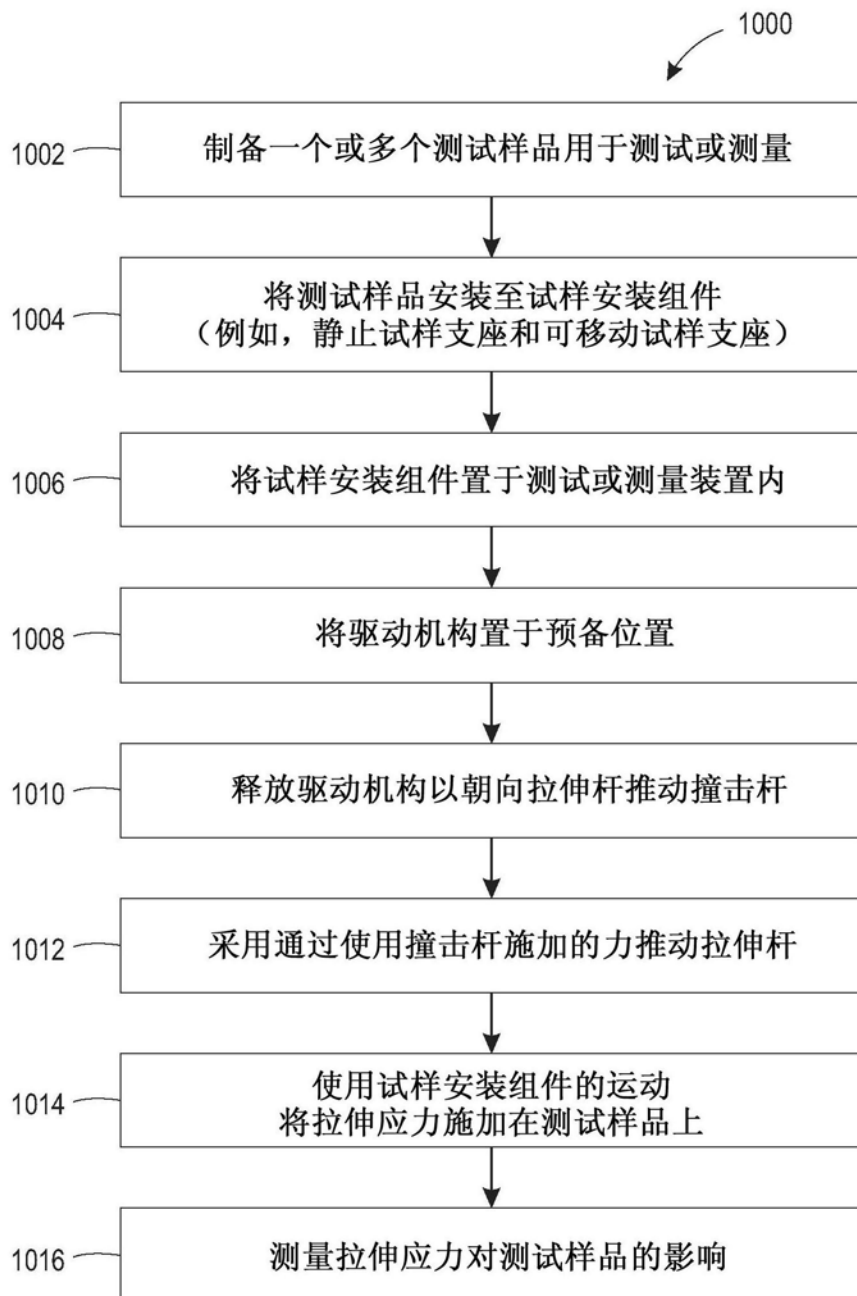 1000
1002
制备一个或多个测试样品用于测试或测量
1004
将测试样品安装至试样安装组件
（例如，静止试样支座和可移动试样支座）
1006
将试样安装组件置于测试或测量装置内
1008
将驱动机构置于预备位置
1010
释放驱动机构以朝向拉伸杆推动撞击杆
1012
采用通过使用撞击杆施加的力推动拉伸杆
1014
使用试样安装组件的运动
将拉伸应力施加在测试样品上
1016
测量拉伸应力对测试样品的影响